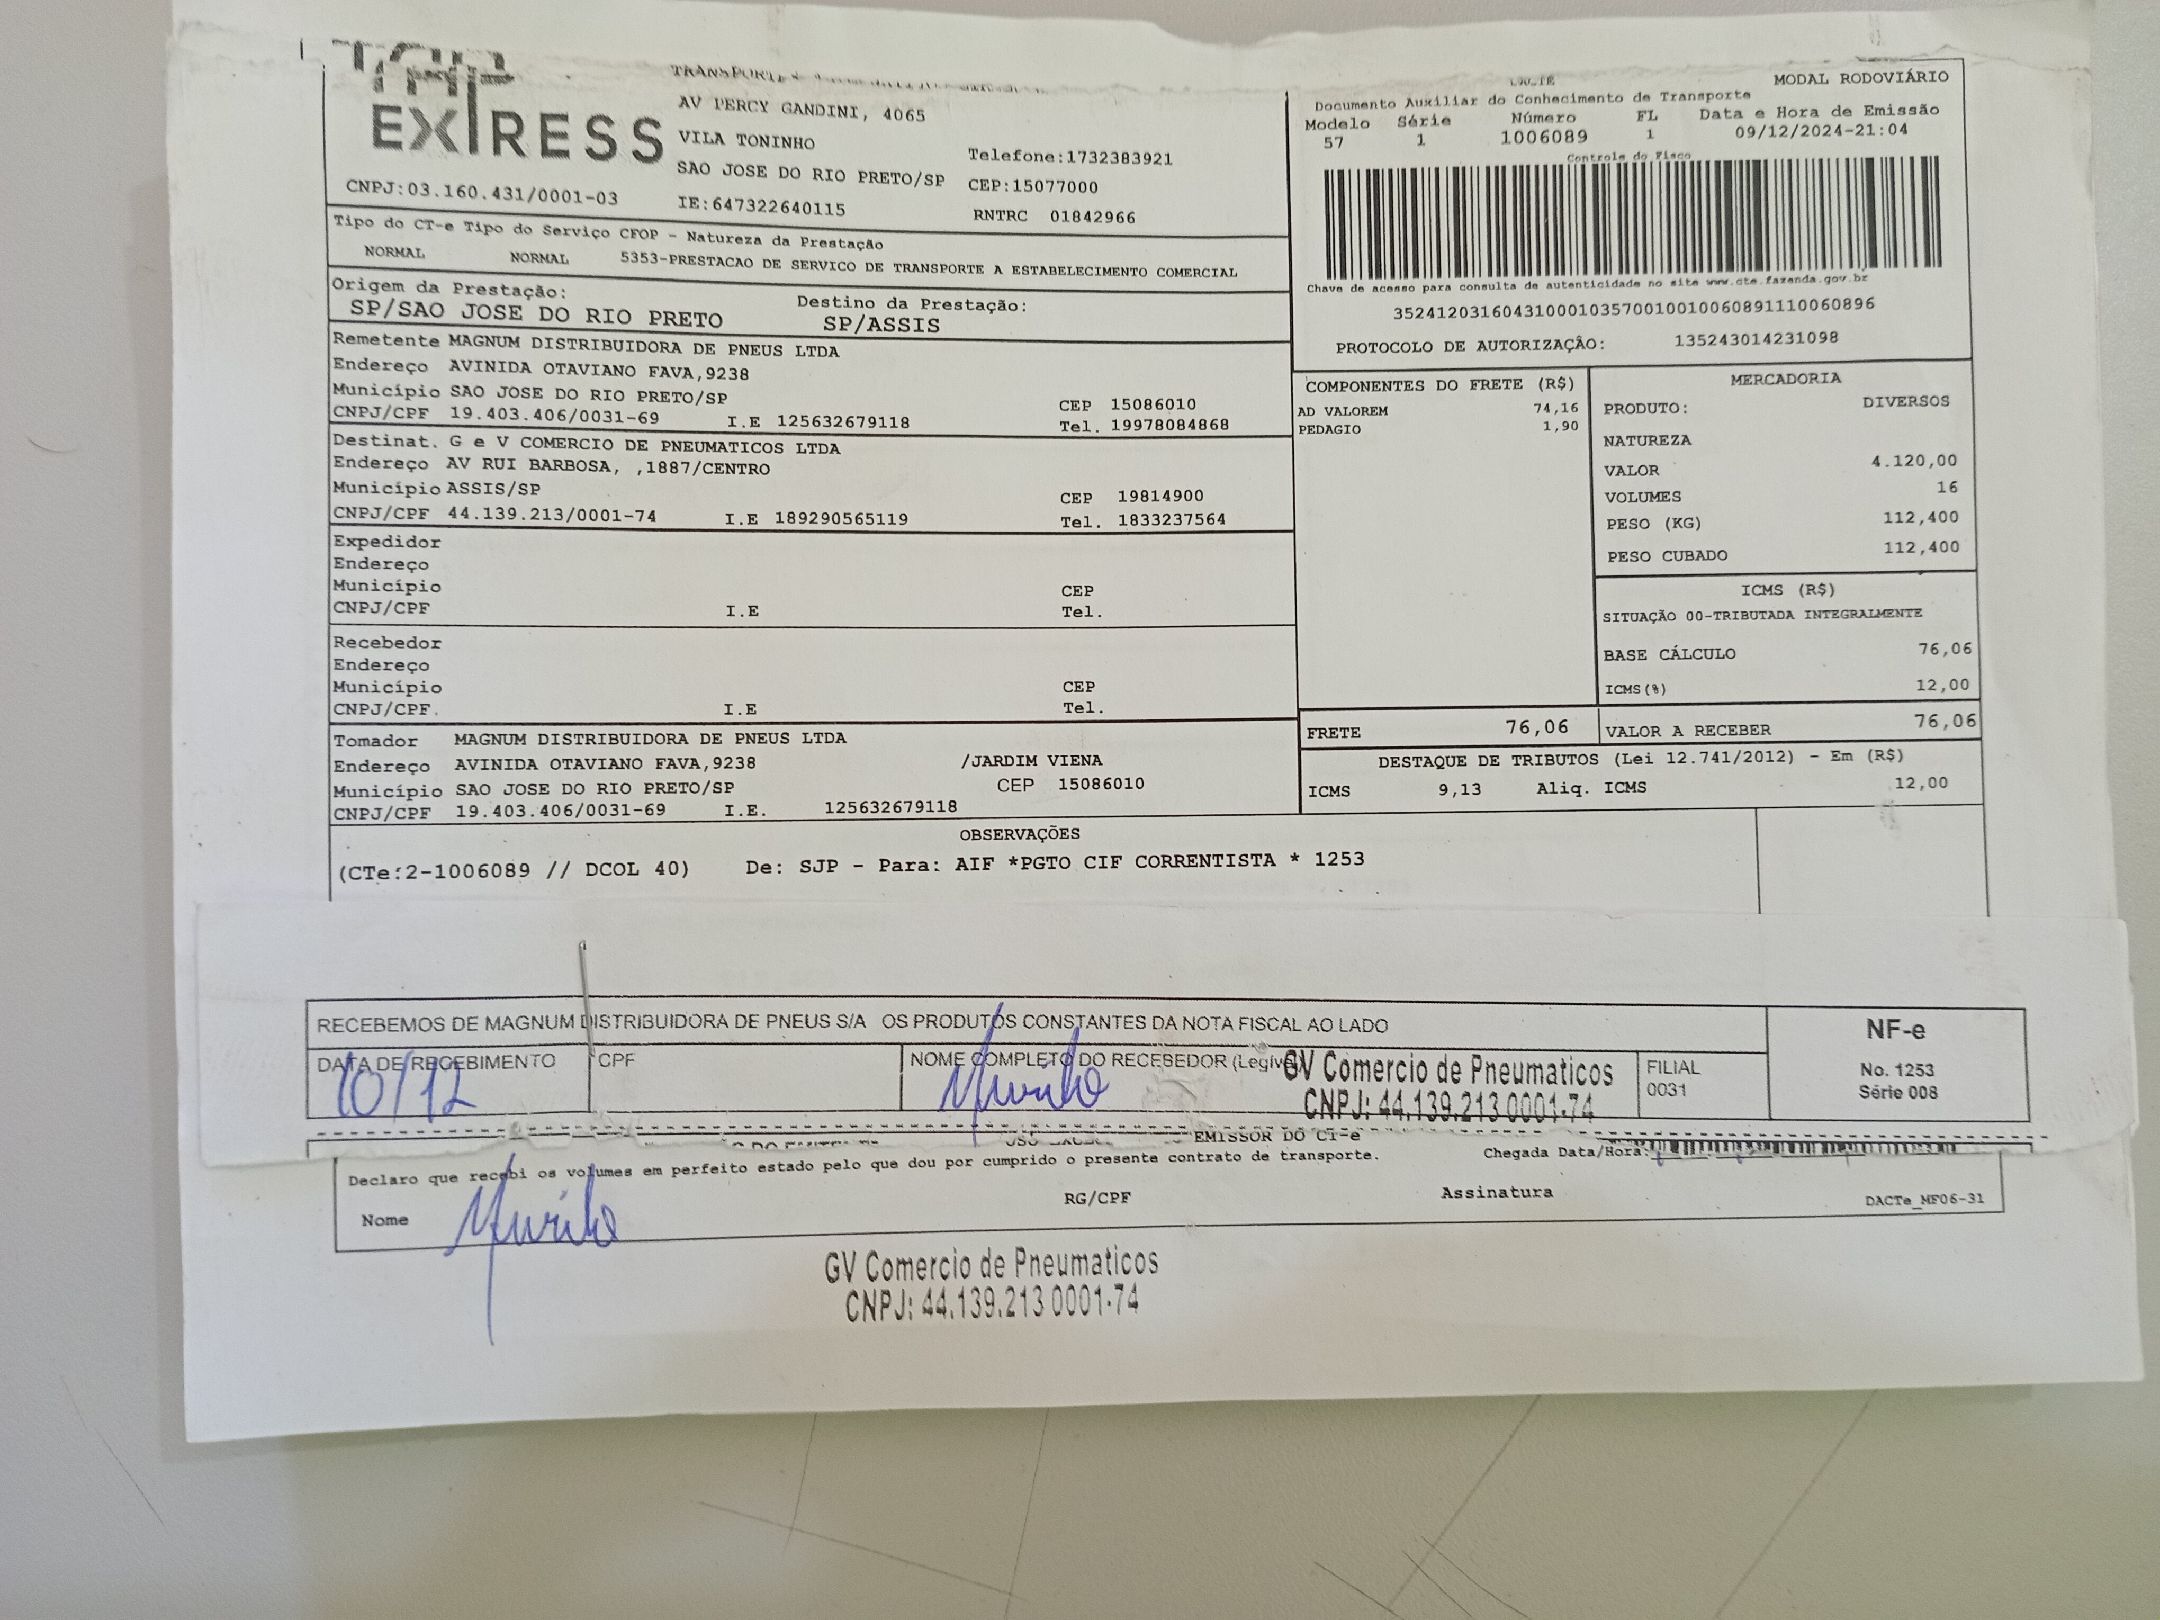 EXPRESS
CNPJ:03.160.431/0001-03
AV PERCY GANDINI, 4065
VILA TONINHO
SAO JOSE DO RIO PRETO/SP
IE:647322640115
Telefone:1732383921
CEP:15077000
RNTRC 01842966
MODAL RODOVIÁRIO
Documento Auxiliar do Conhecimento de Transporte
Modelo Série Número FL Data e Hora de Emissão
57 1 1006089 1 09/12/2024-21:04
Controle do Fisco
Chave de acesso para consulta de autenticidade no site www.cte.fazenda.gov.br
35241203160431000103570010010060891110060896
PROTOCOLO DE AUTORIZAÇÃO: 135243014231098
Tipo do CT-e Tipo do Serviço CFOP - Natureza da Prestação
NORMAL NORMAL 5353-PRESTACAO DE SERVICO DE TRANSPORTE A ESTABELECIMENTO COMERCIAL
Origem da Prestação: Destino da Prestação:
SP/SAO JOSE DO RIO PRETO SP/ASSIS
Remetente MAGNUM DISTRIBUIDORA DE PNEUS LTDA
Endereço AVINIDA OTAVIANO FAVA,9238
Município SAO JOSE DO RIO PRETO/SP CEP 15086010
CNPJ/CPF 19.403.406/0031-69 I.E 125632679118 Tel. 19978084868
Destinat. G e V COMERCIO DE PNEUMATICOS LTDA
Endereço AV RUI BARBOSA, ,1887/CENTRO
Município ASSIS/SP CEP 19814900
CNPJ/CPF 44.139.213/0001-74 I.E 189290565119 Tel. 1833237564
Expedidor
Endereço
Município CEP
CNPJ/CPF I.E Tel.
Recebedor
Endereço
Município CEP
CNPJ/CPF. I.E Tel.
Tomador MAGNUM DISTRIBUIDORA DE PNEUS LTDA
Endereço AVINIDA OTAVIANO FAVA,9238 /JARDIM VIENA
Município SAO JOSE DO RIO PRETO/SP CEP 15086010
CNPJ/CPF 19.403.406/0031-69 I.E. 125632679118
COMPONENTES DO FRETE (R$)
AD VALOREM 74,16
PEDAGIO 1,90
MERCADORIA
PRODUTO: DIVERSOS
NATUREZA
VALOR 4.120,00
VOLUMES 16
PESO (KG) 112,400
PESO CUBADO 112,400
ICMS (R$)
SITUAÇÃO 00-TRIBUTADA INTEGRALMENTE
BASE CÁLCULO 76,06
ICMS(%) 12,00
FRETE 76,06 VALOR A RECEBER 76,06
DESTAQUE DE TRIBUTOS (Lei 12.741/2012) - Em (R$)
ICMS 9,13 Aliq. ICMS 12,00
OBSERVAÇÕES
(CTe:2-1006089 // DCOL 40) De: SJP - Para: AIF *PGTO CIF CORRENTISTA * 1253
RECEBEMOS DE MAGNUM DISTRIBUIDORA DE PNEUS S/A OS PRODUTOS CONSTANTES DA NOTA FISCAL AO LADO
DATA DE RECEBIMENTO CPF NOME COMPLETO DO RECEBEDOR FILIAL
10/12 Murilo 0031
GV Comercio de Pneumaticos
CNPJ: 44.139.213 0001-74
NF-e
No. 1253
Série 008
EMISSOR DO CT-e
Declaro que recebi os volumes em perfeito estado pelo que dou por cumprido o presente contrato de transporte. Chegada Data/Hora:
Nome Murilo RG/CPF Assinatura DACTe_MF06-31
GV Comercio de Pneumaticos
CNPJ: 44.139.213 0001-74